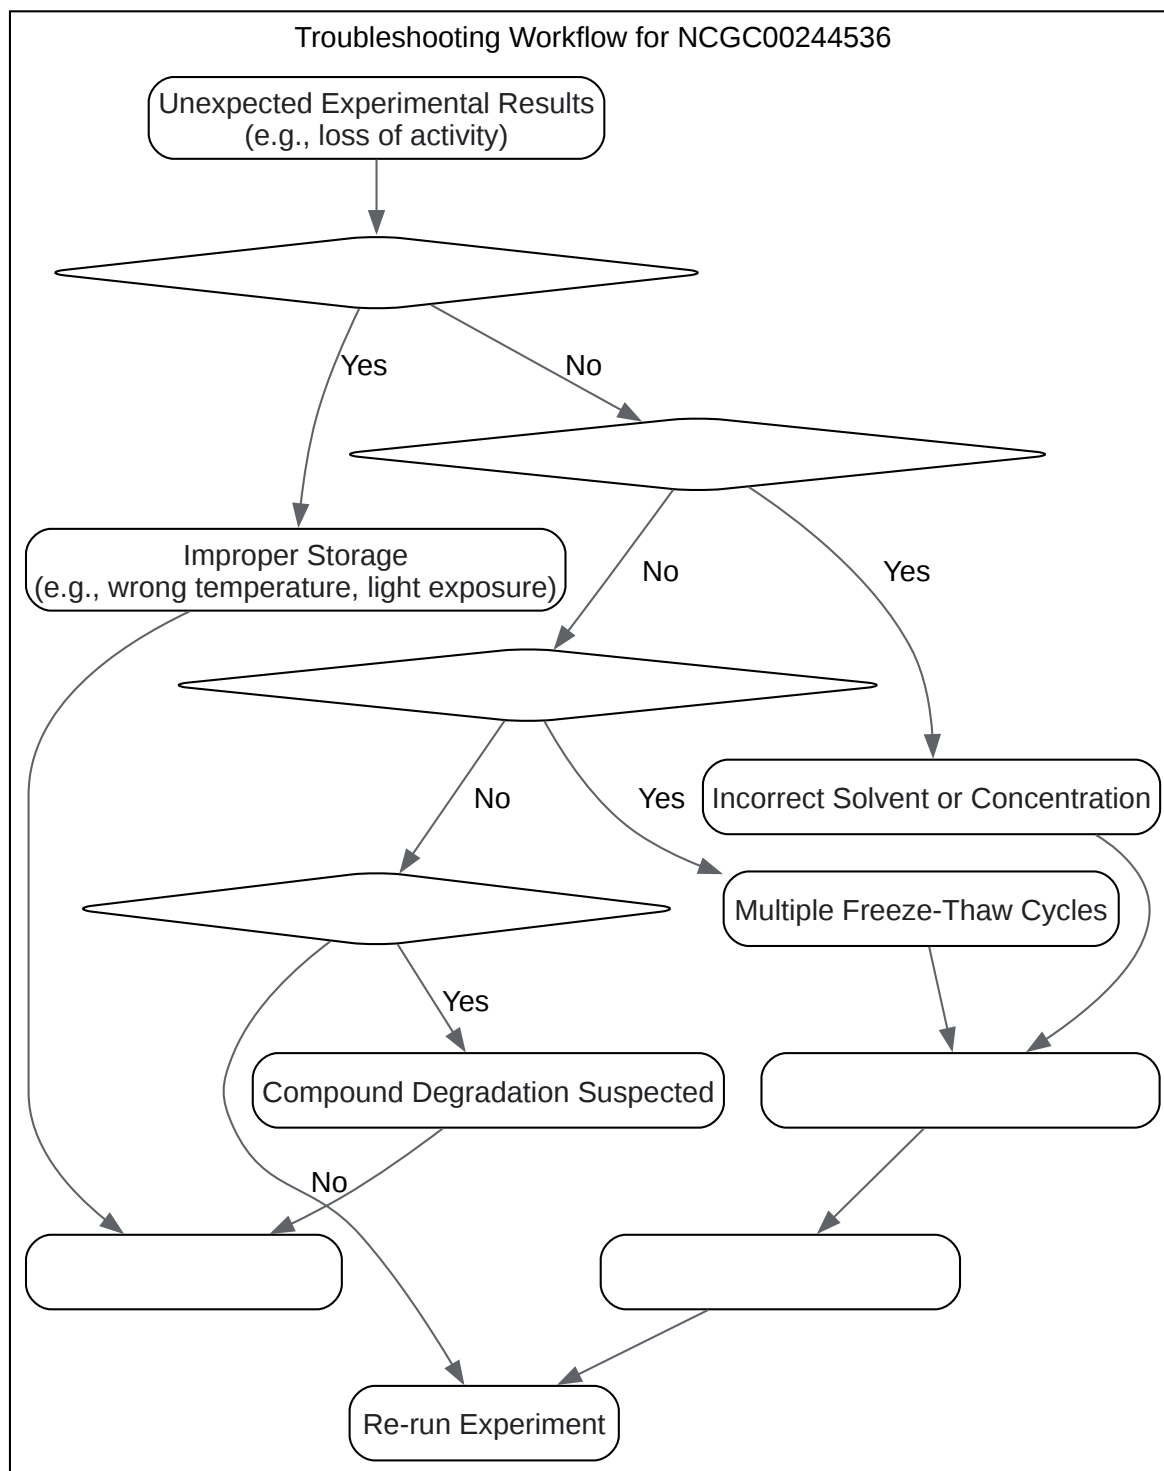 Troubleshooting Workflow for NCGC00244536
Unexpected Experimental Results
(e.g., loss of activity)
Yes
No
Improper Storage
(e.g., wrong temperature, light exposure)
No
Yes
No
Yes
Incorrect Solvent or Concentration
Multiple Freeze-Thaw Cycles
Yes
Compound Degradation Suspected
No
Re-run Experiment